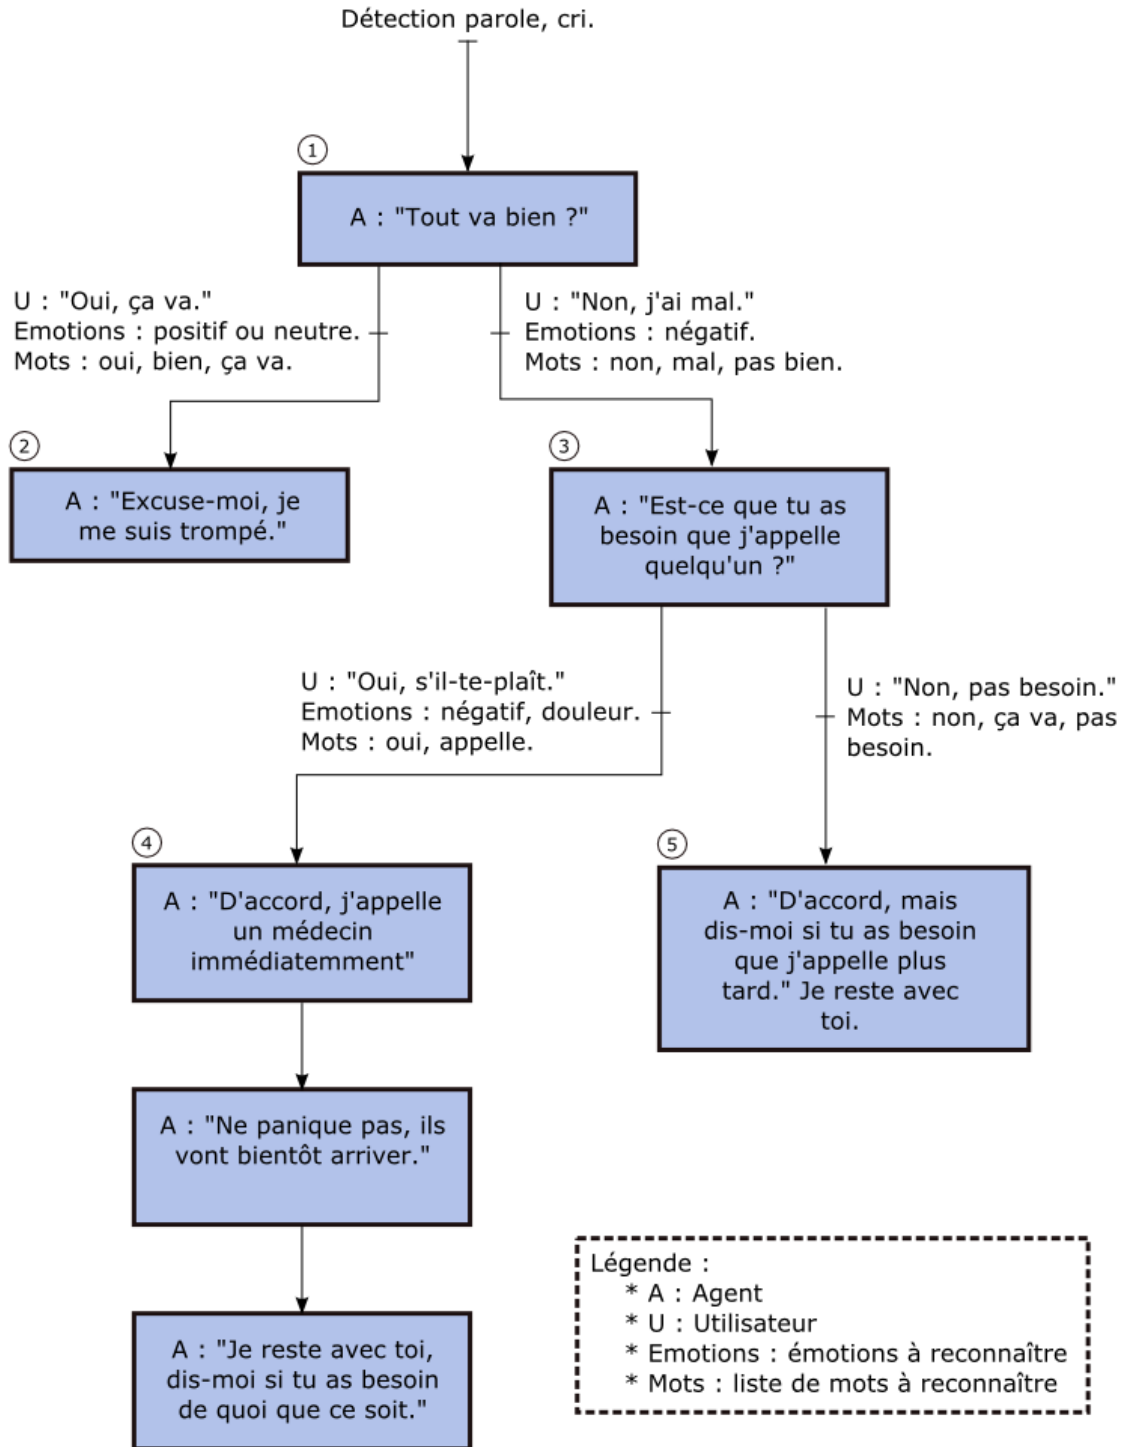 Détection parole, cri.
1
A : "Tout va bien ?"
U : "Oui, ça va."
Emotions : positif ou neutre.
Mots : oui, bien, ça va.
U : "Non, j'ai mal."
Emotions : négatif.
Mots : non, mal, pas bien.
2
A : "Excuse-moi, je
me suis trompé."
3
A : "Est-ce que tu as
besoin que j'appelle
quelqu'un ?"
U : "Oui, s'il-te-plaît."
Emotions : négatif, douleur.
Mots : oui, appelle.
U : "Non, pas besoin."
Mots : non, ça va, pas
besoin.
4
A : "D'accord, j'appelle
un médecin
immédiatemment"
5
A : "D'accord, mais
dis-moi si tu as besoin
que j'appelle plus
tard." Je reste avec
toi.
A : "Ne panique pas, ils
vont bientôt arriver."
A : "Je reste avec toi,
dis-moi si tu as besoin
de quoi que ce soit."
Légende :
* A : Agent
* U : Utilisateur
* Emotions : émotions à reconnaître
* Mots : liste de mots à reconnaître